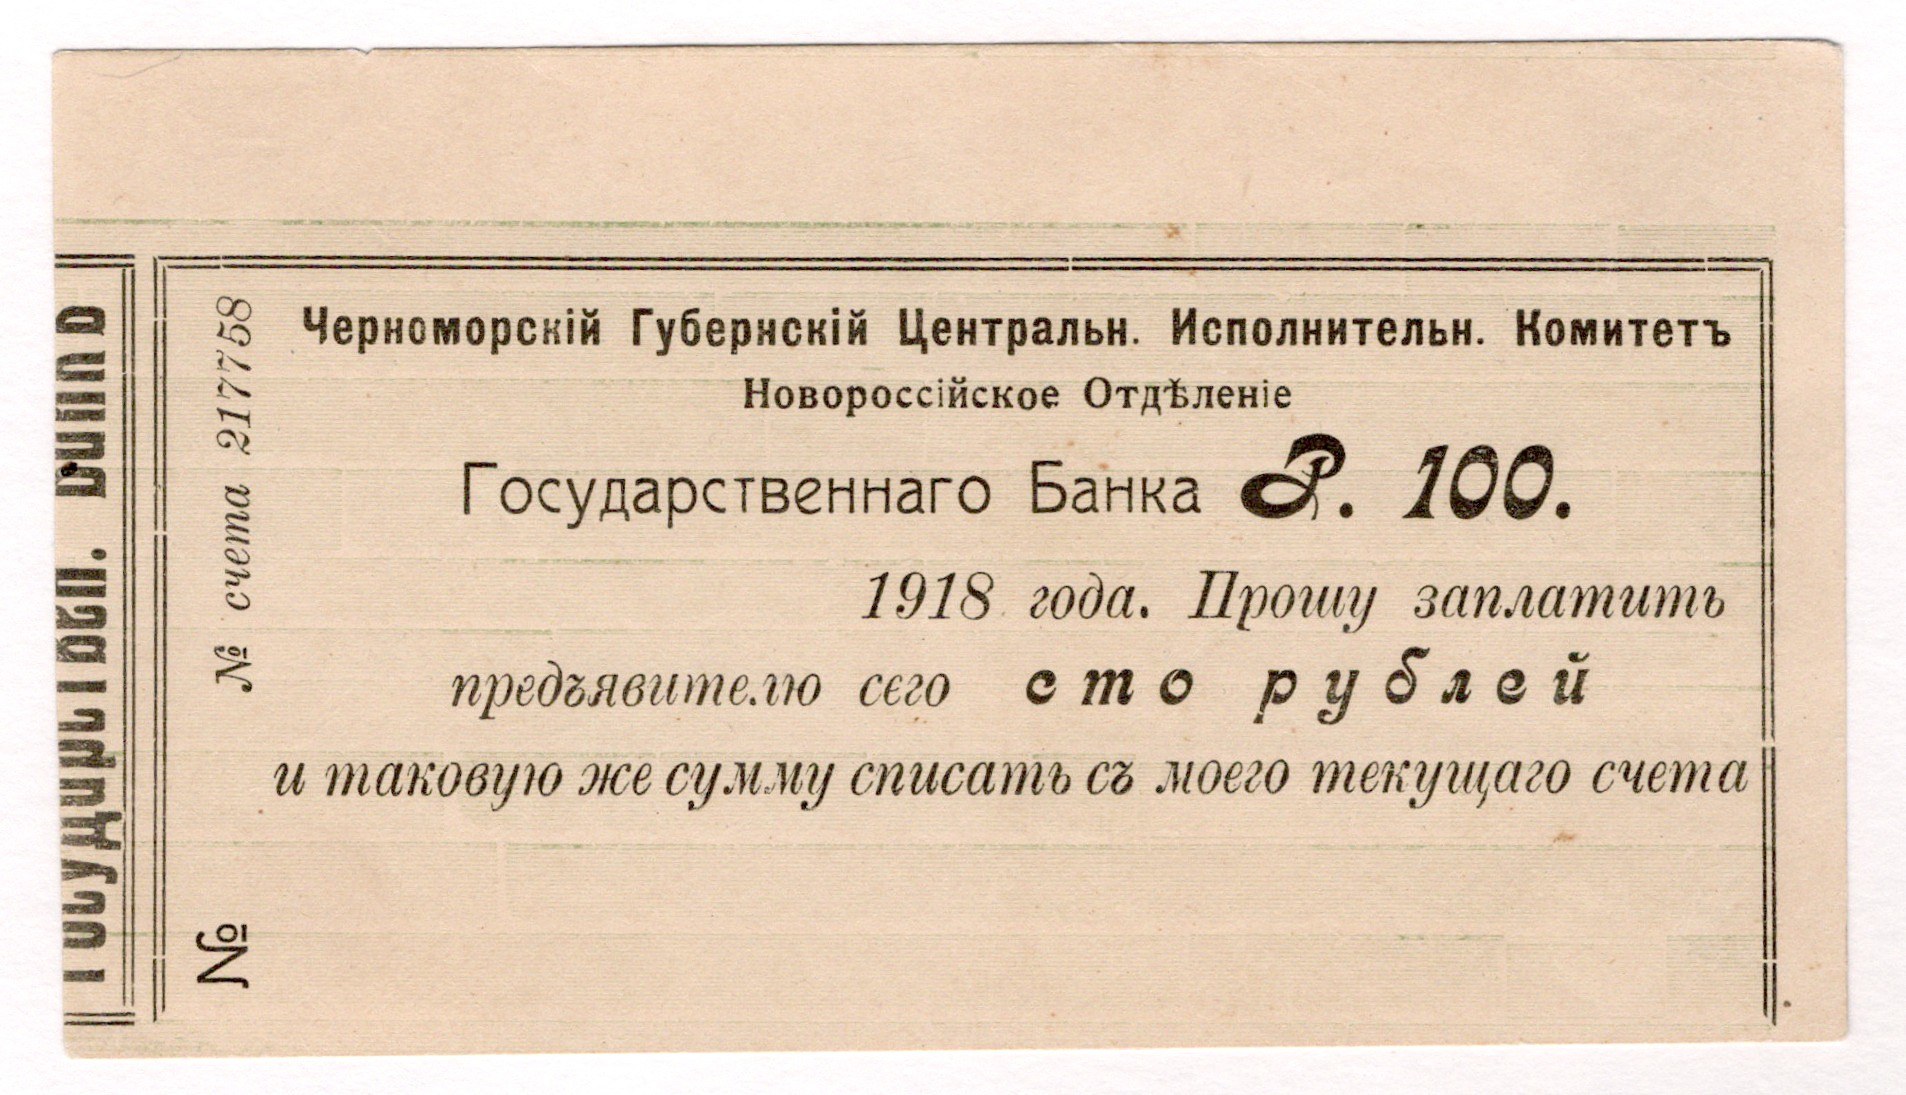 Черноморскій Губернскій Центральн. Исполнительн. Комитетъ
Новороссійское Отдѣленіе
Государственнаго Банка Р. 100.
1918 года. Прошу заплатить
предъявителю сего сто рублей
и таковую же сумму списать съ моего текущаго счета
№ счета 217758
№